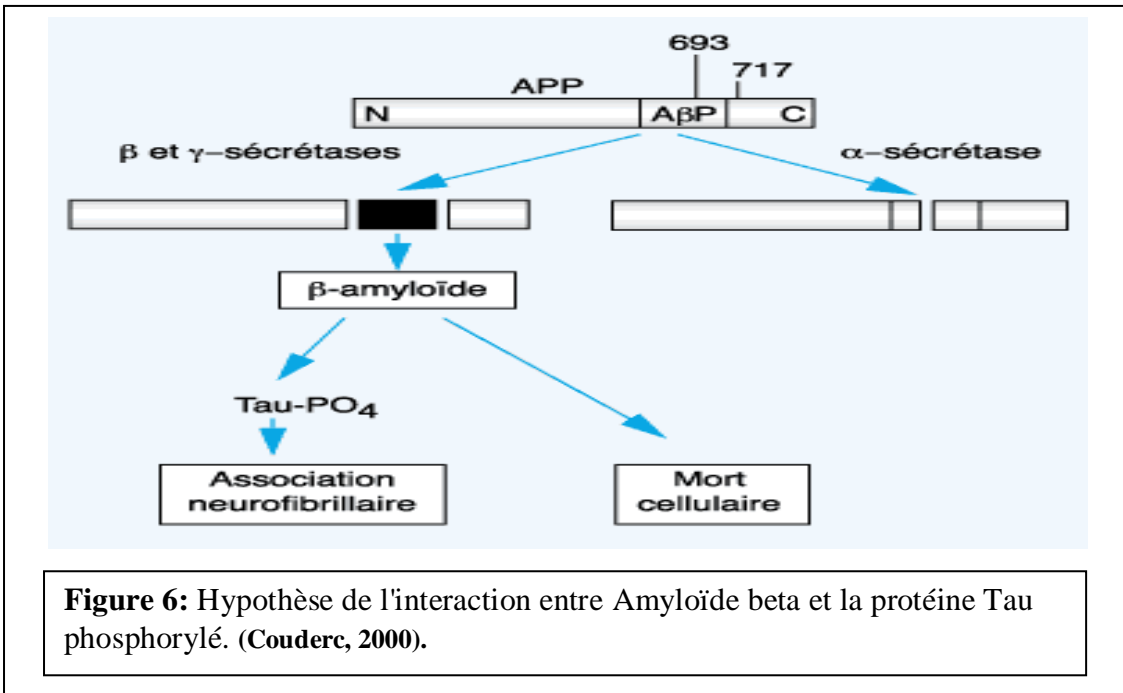 693
717
APP
N
AβP
C
β et γ–sécrétases
α–sécrétase
β-amyloïde
Tau-PO4
Association
neurofibrillaire
Mort
cellulaire
Figure 6: Hypothèse de l'interaction entre Amyloïde beta et la protéine Tau
phosphorylé. (Couderc, 2000).